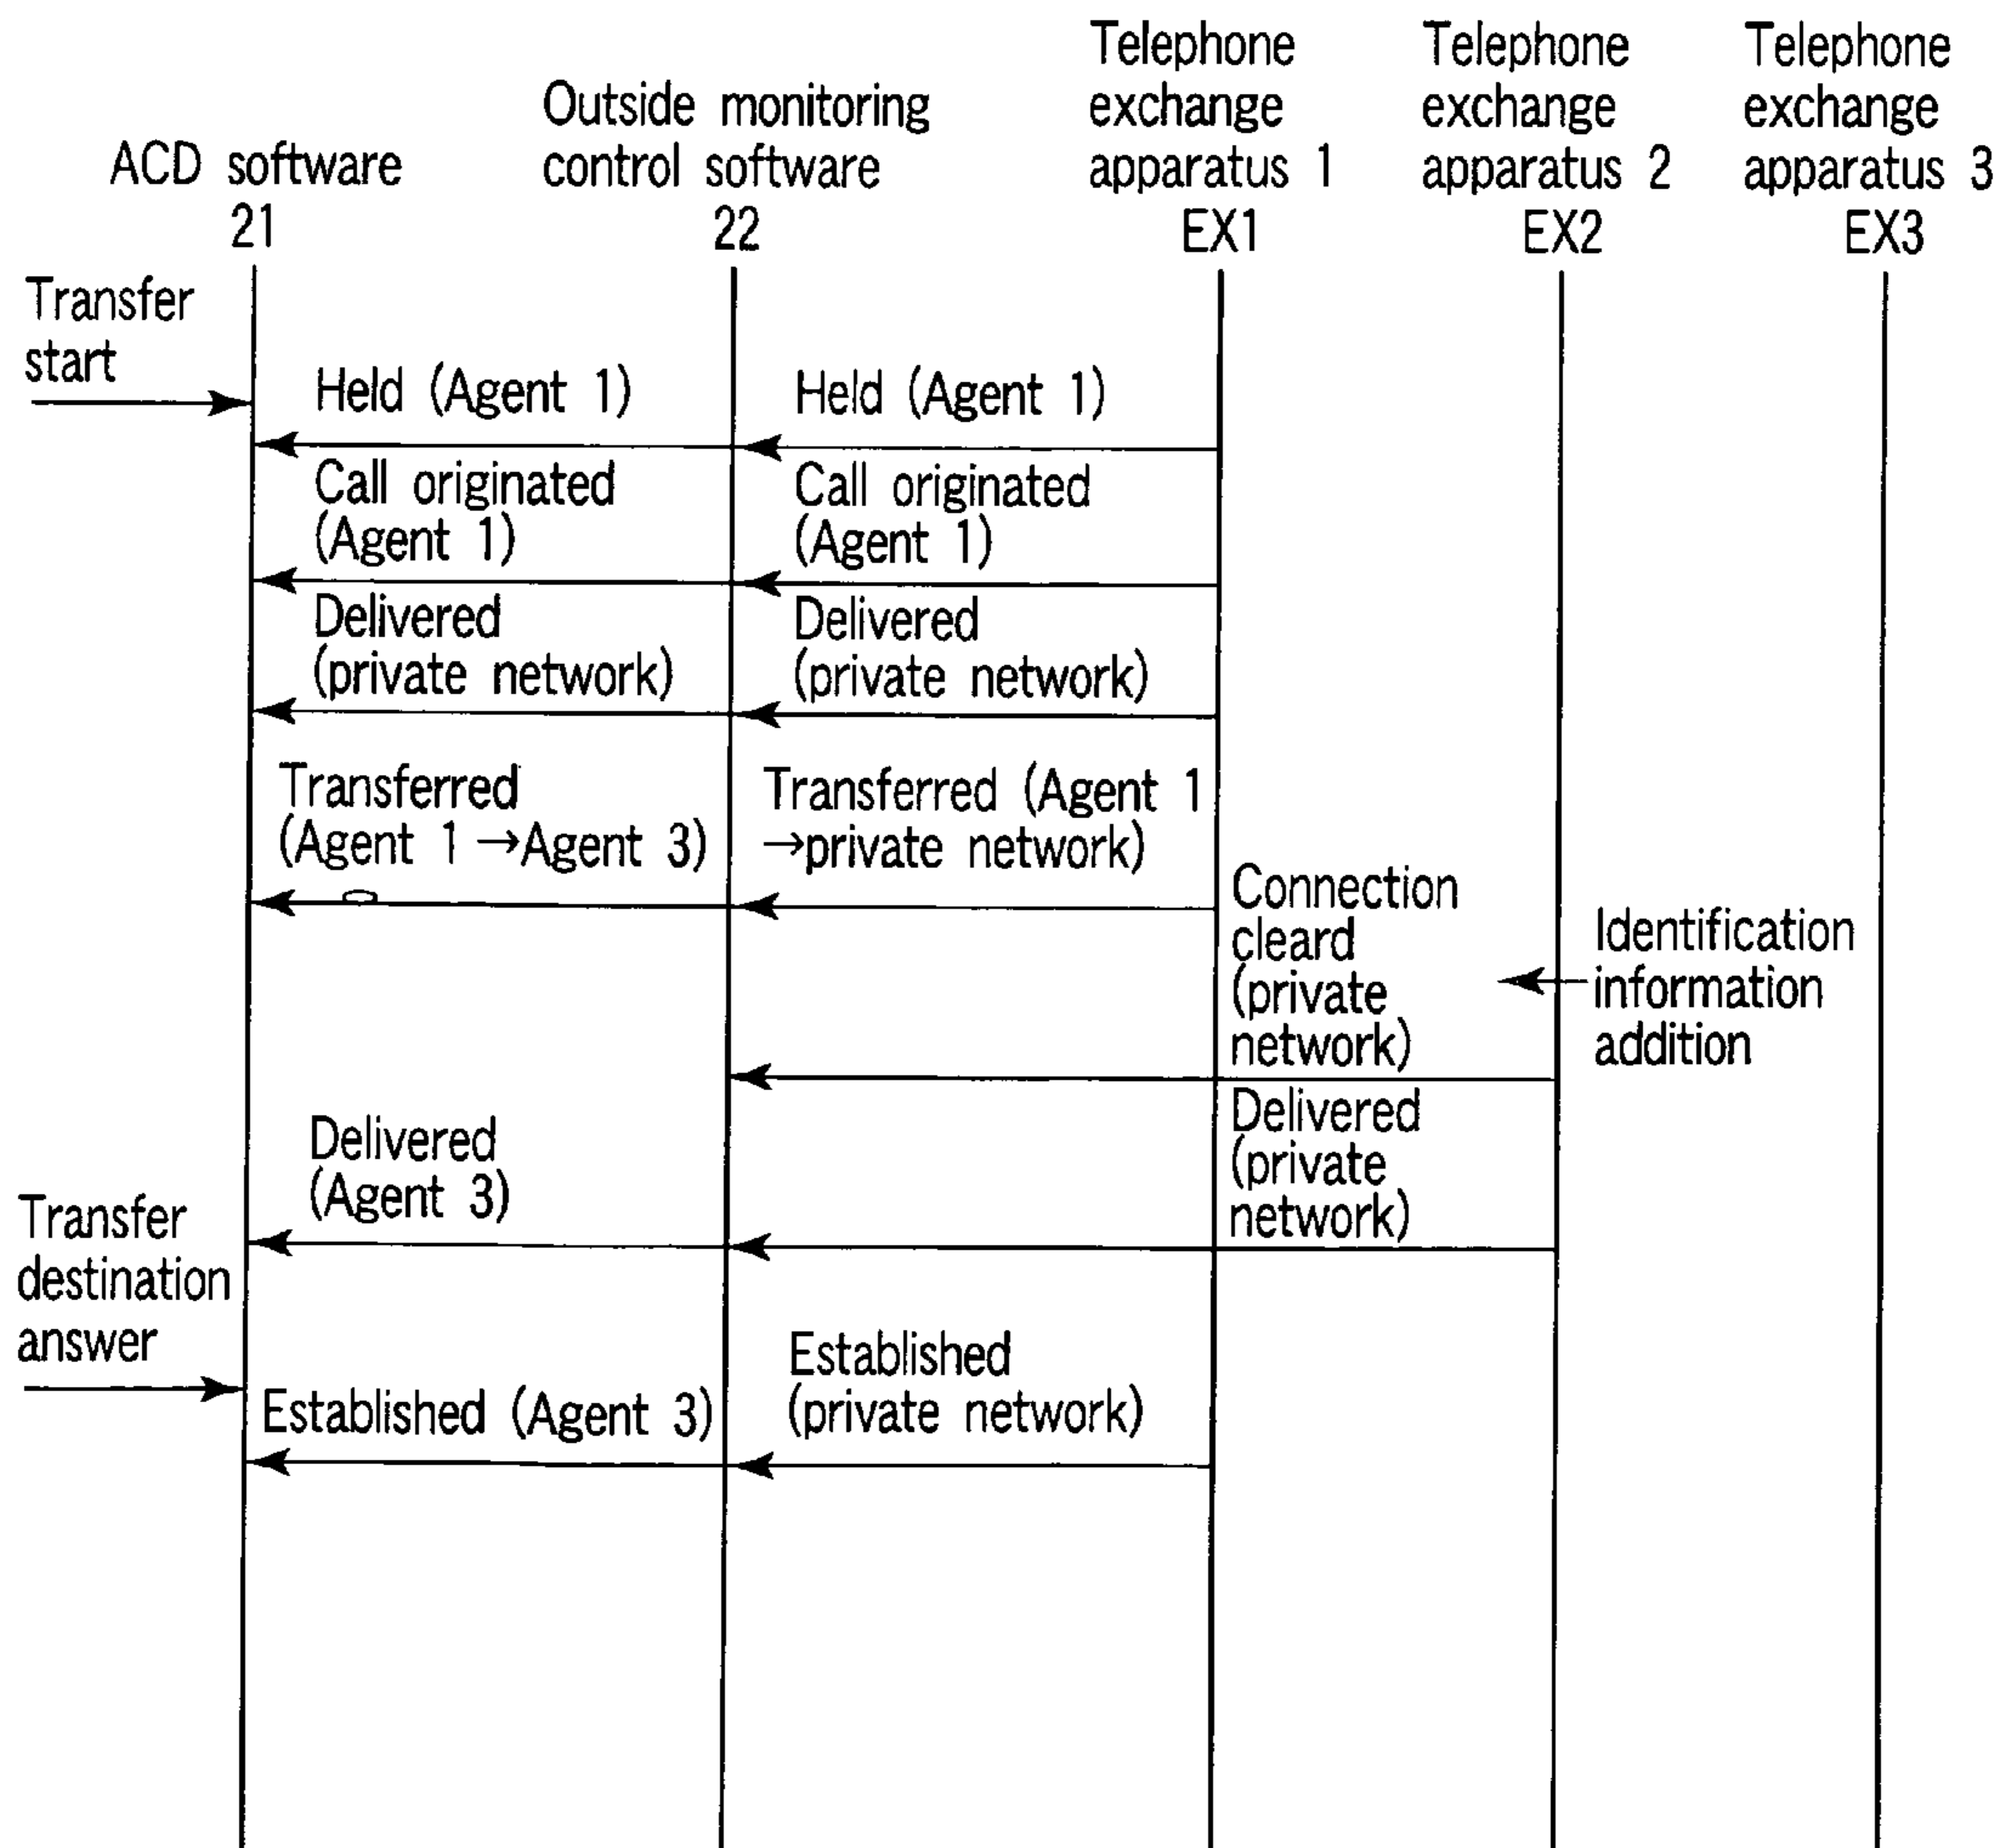 Telephone
exchange
apparatus 1
EX1
Telephone
exchange
apparatus 2
EX2
Telephone
exchange
apparatus 3
EX3
Outside monitoring
control software
22
ACD software
21
Transfer
start
Held (Agent 1)
Held (Agent 1)
Call originated
(Agent 1)
Call originated
(Agent 1)
Delivered
(private network)
Delivered
(private network)
Transferred
(Agent 1 →Agent 3)
Transferred (Agent 1
→private network)
Connection
cleard
(private
network)
Identification
information
addition
Delivered
(private
network)
Delivered
(Agent 3)
Transfer
destination
answer
Established
(private network)
Established (Agent 3)